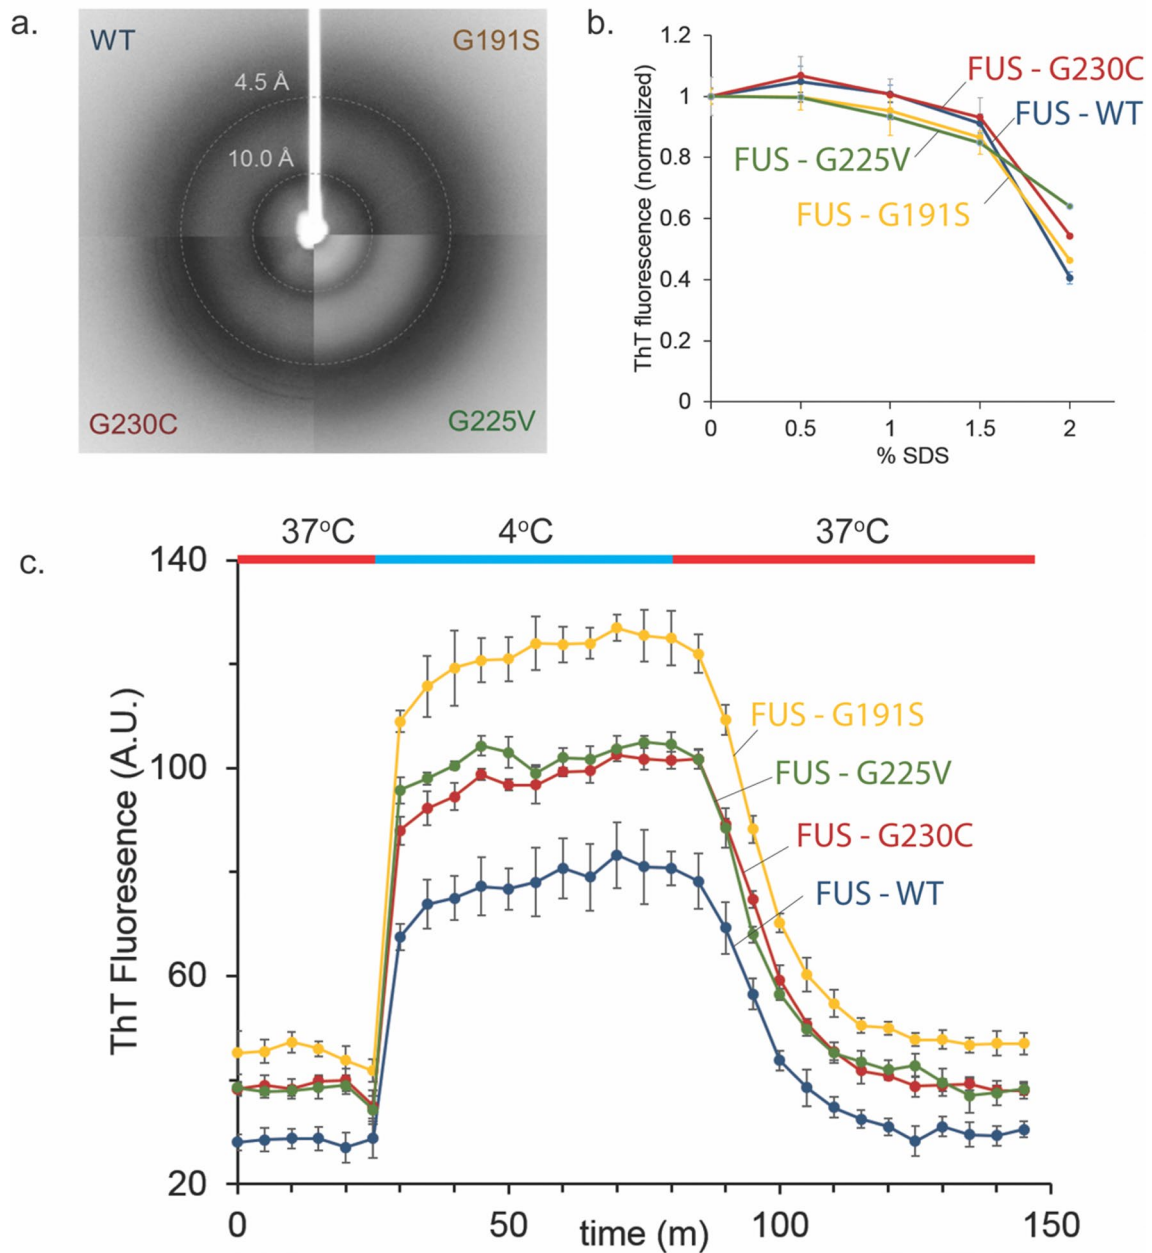 a.
WT
G191S
4.5 Å
10.0 Å
G230C
G225V
b.
1.2
1
0.8
0.6
0.4
0.2
0
ThT fluorescence (normalized)
FUS - G230C
FUS - WT
FUS - G225V
FUS - G191S
0 0.5 1 1.5 2
% SDS
c.
37°C 4°C 37°C
140
100
60
20
ThT Fluoresence (A.U.)
FUS - G191S
FUS - G225V
FUS - G230C
FUS - WT
0 50 100 150
time (m)